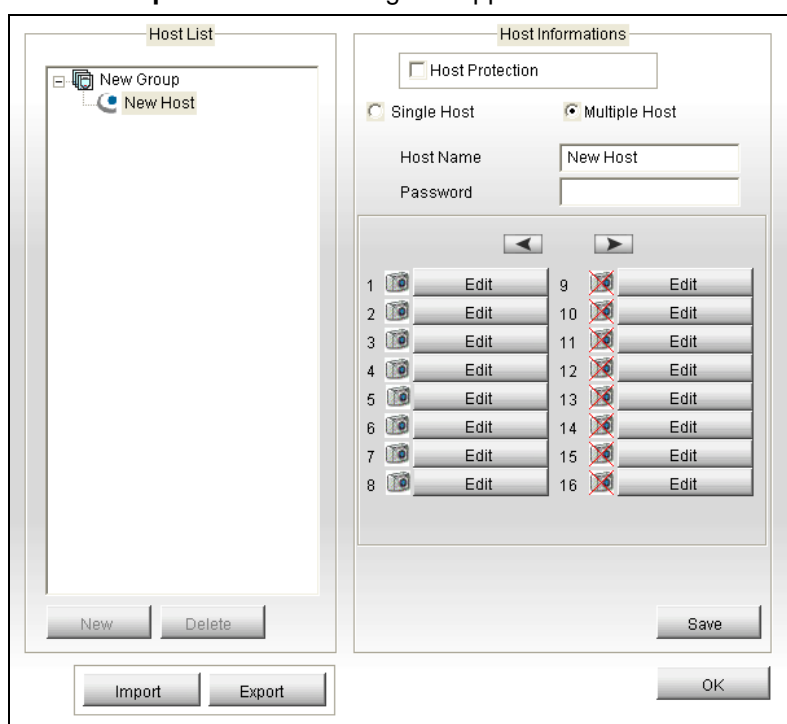 Host List
New Group
New Host
New
Delete
Import
Export
Host Informations
Host Protection
Single Host
Multiple Host
Host Name
New Host
Password
1 Edit
9 Edit
2 Edit
10 Edit
3 Edit
11 Edit
4 Edit
12 Edit
5 Edit
13 Edit
6 Edit
14 Edit
7 Edit
15 Edit
8 Edit
16 Edit
Save
OK